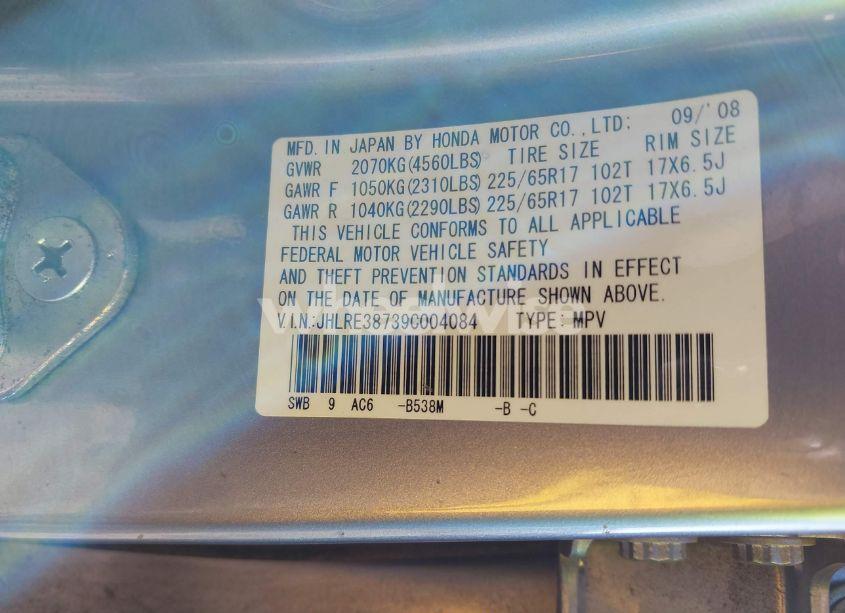 MFD. IN JAPAN BY HONDA MOTOR CO., LTD: 09/'08
GVWR 2070KG(4560LBS) TIRE SIZE RIM SIZE
GAWR F 1050KG(2310LBS) 225/65R17 102T 17X6.5J
GAWR R 1040KG(2290LBS) 225/65R17 102T 17X6.5J
THIS VEHICLE CONFORMS TO ALL APPLICABLE
FEDERAL MOTOR VEHICLE SAFETY
AND THEFT PREVENTION STANDARDS IN EFFECT
ON THE DATE OF MANUFACTURE SHOWN ABOVE.
V.I.N.:JHLRE38739C004084 TYPE: MPV
SWB 9 AC6 -B538M -B -C